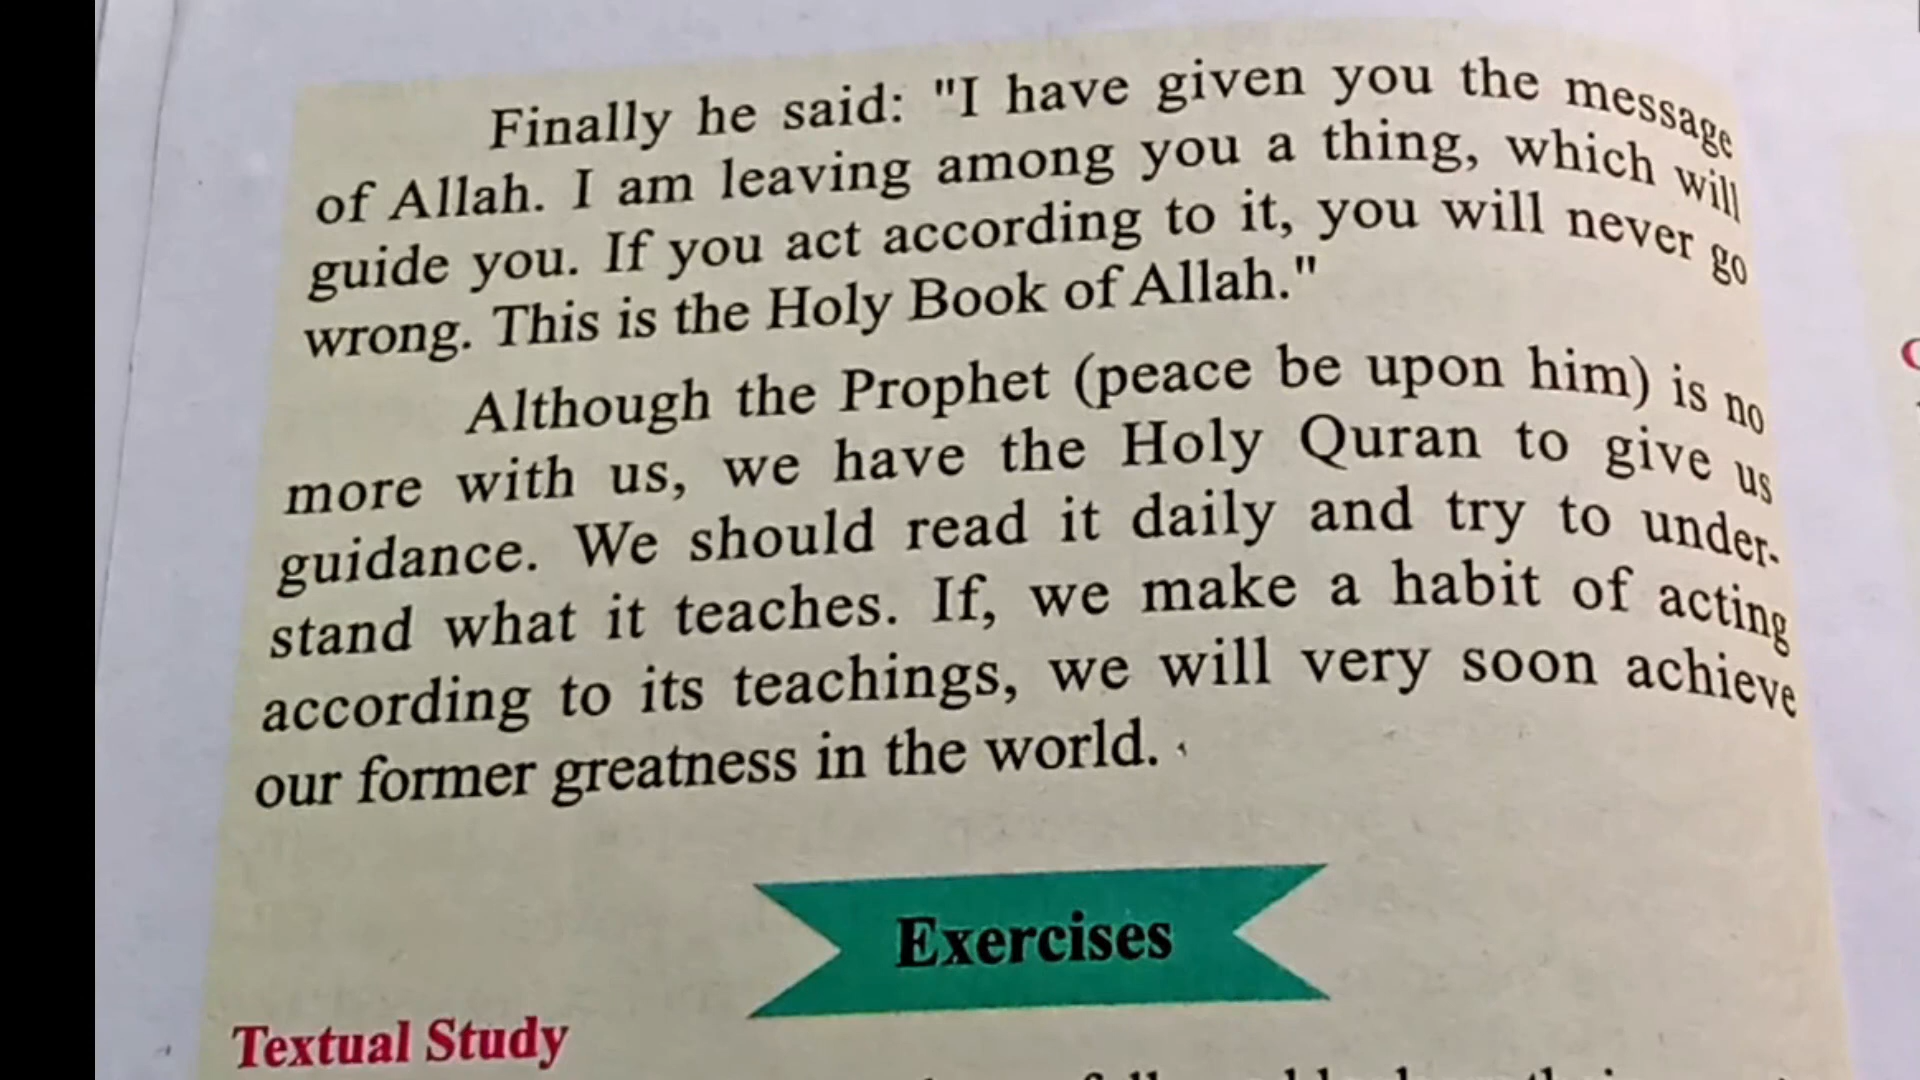 Finally he said: "I have given you the message
of Allah. I am leaving among you a thing, which will
guide you. If you act according to it, you will never go
wrong. This is the Holy Book of Allah."
Although the Prophet (peace be upon him) is no
more with us, we have the Holy Quran to give us
guidance. We should read it daily and try to under-
stand what it teaches. If, we make a habit of acting
according to its teachings, we will very soon achieve
our former greatness in the world.
Exercises
Textual Study